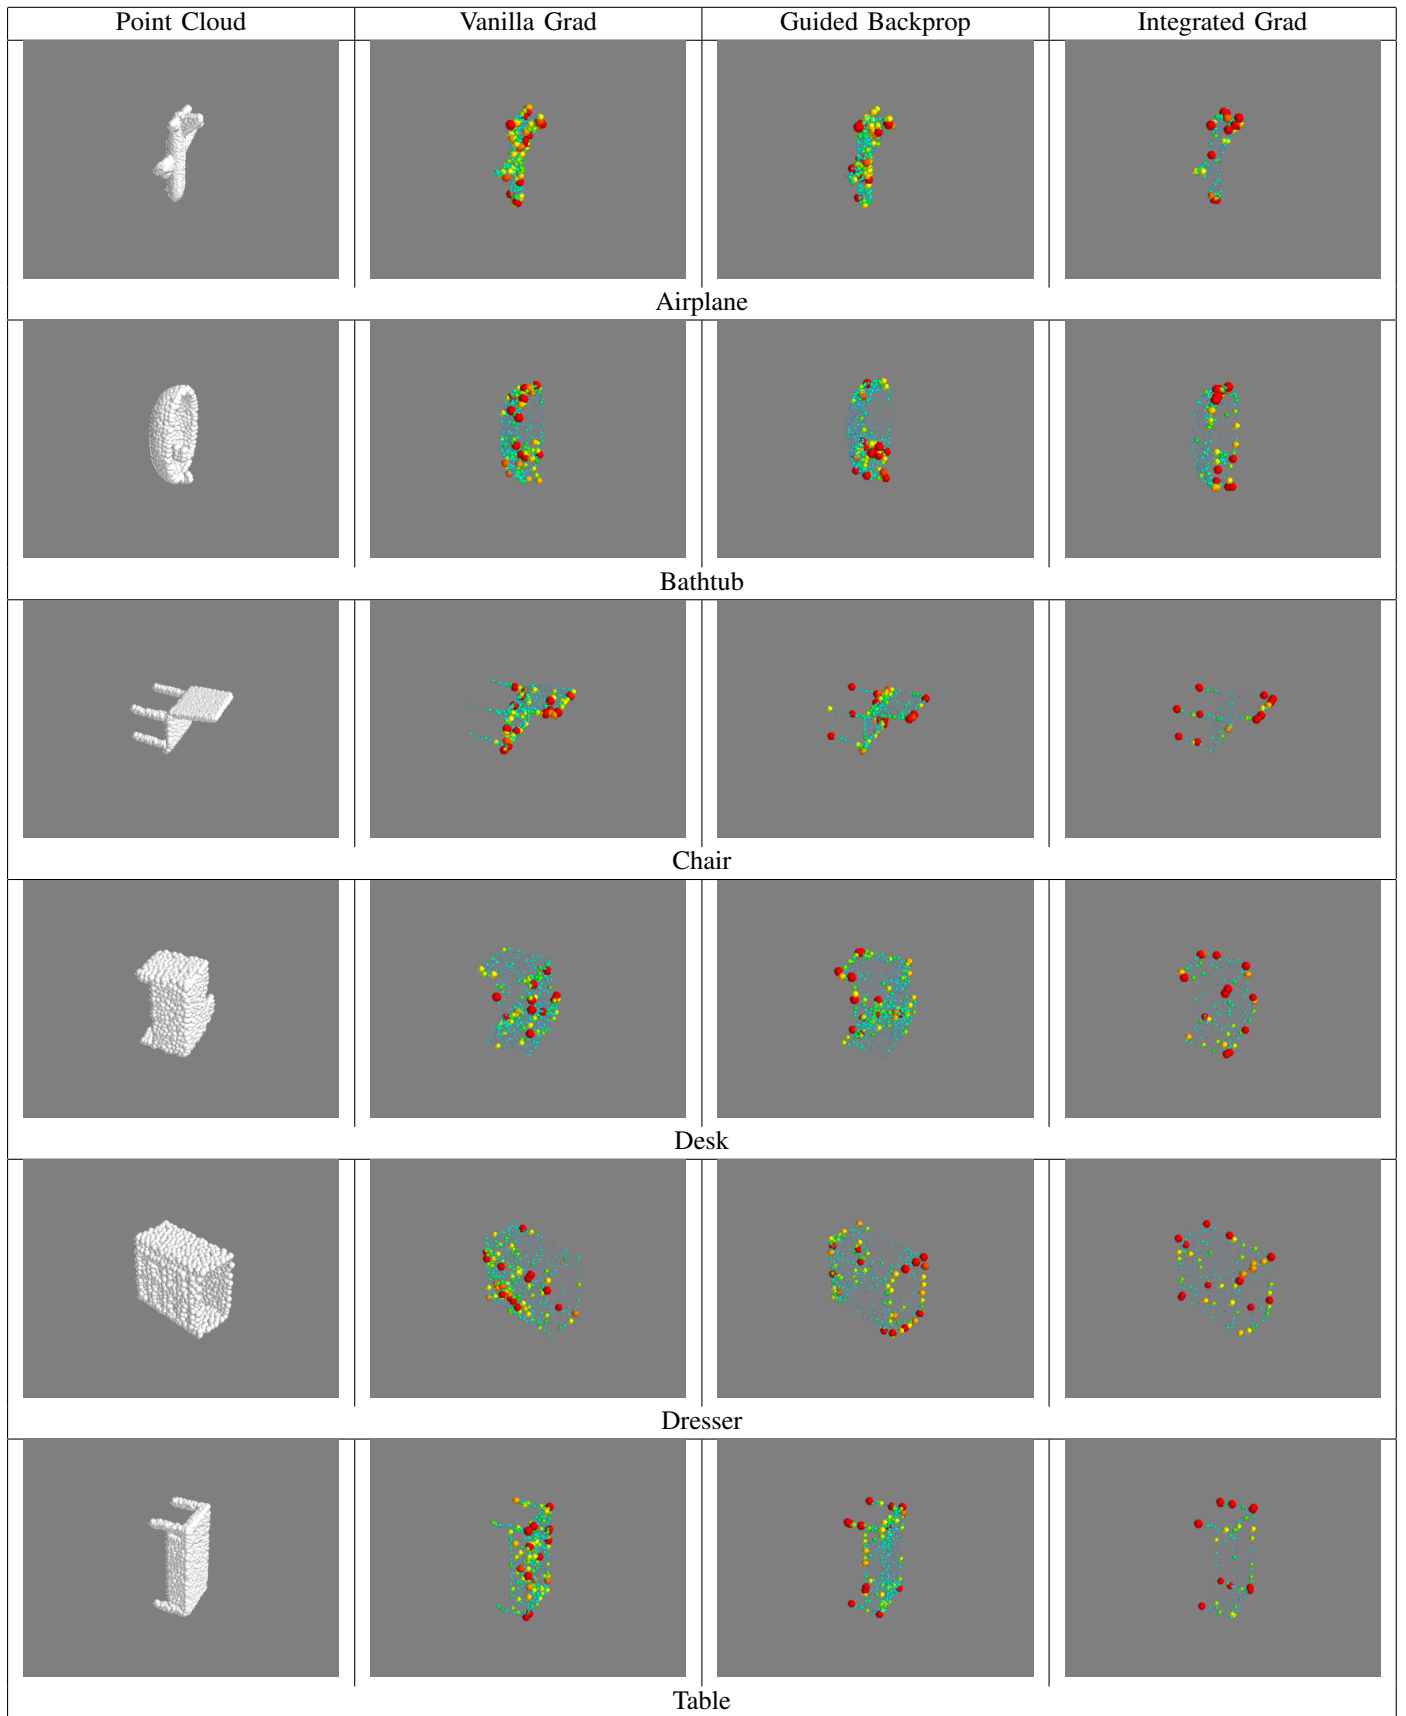 Point Cloud Vanilla Grad Guided Backprop Integrated Grad
Airplane
Bathtub
Chair
Desk
Dresser
Table